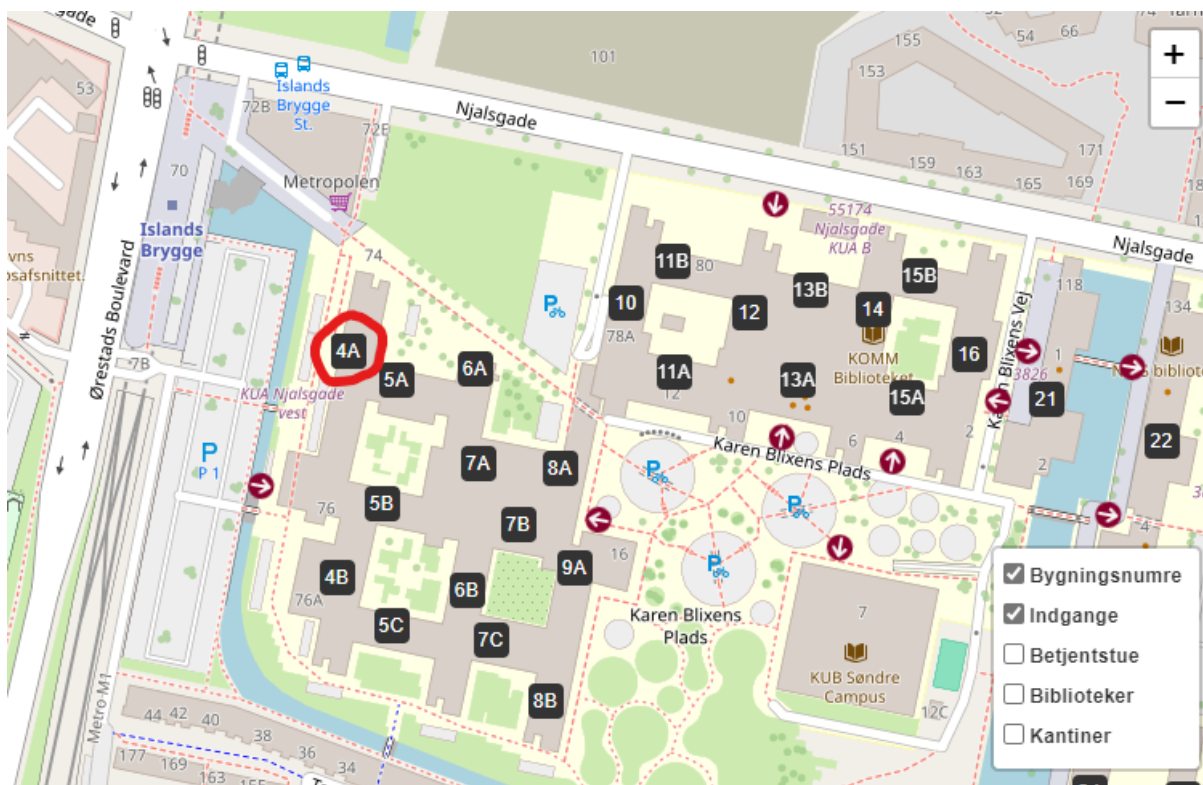 Njalsgade
101
155
153
54
66
74
53
Islands
Brygge
St.
72B
72B
Njalsgade
151
159
163
165
169
171
+
−
70
Metropolen
Islands
Brygge
Ørestads Boulevard
74
55174
Njalsgade
KUA B
Njalsgade
11B
80
13B
15B
118
134
10
12
14
78A
KOMM
Biblioteket
16
Karen Blixens Vej
3826
1
4A
5A
6A
7B
KUA Njalsgade
vest
11A
12
13A
15A
10
6
4
2
21
22
2
4
P
P 1
7A
8A
Karen Blixens Plads
P
P
P
P
76
5B
7B
9A
16
4B
76A
6B
5C
7C
8B
Karen Blixens
Plads
7
KUB Søndre
Campus
12C
Metro M1
44
42
40
38
36
34
177
169
163
Bygningsnumre
Indgange
Betjentstue
Biblioteker
Kantiner